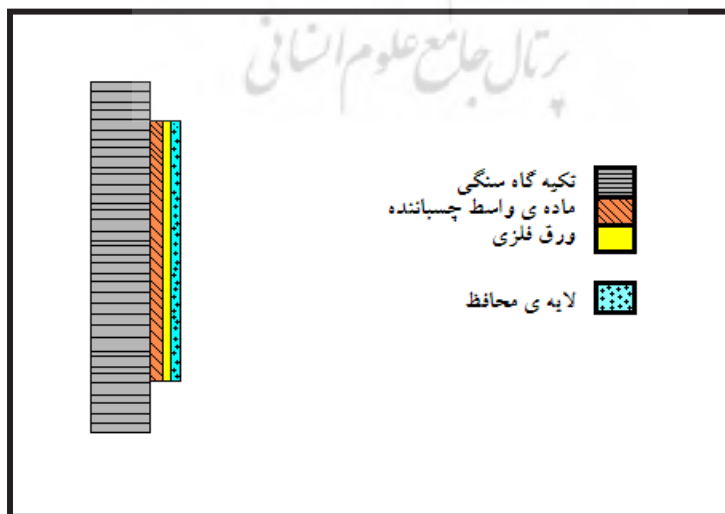 پرتال جامع علوم انسانی
تکیه گاه سنگی
ماده ی واسط چسباننده
ورق فلزی
لایه ی محافظ